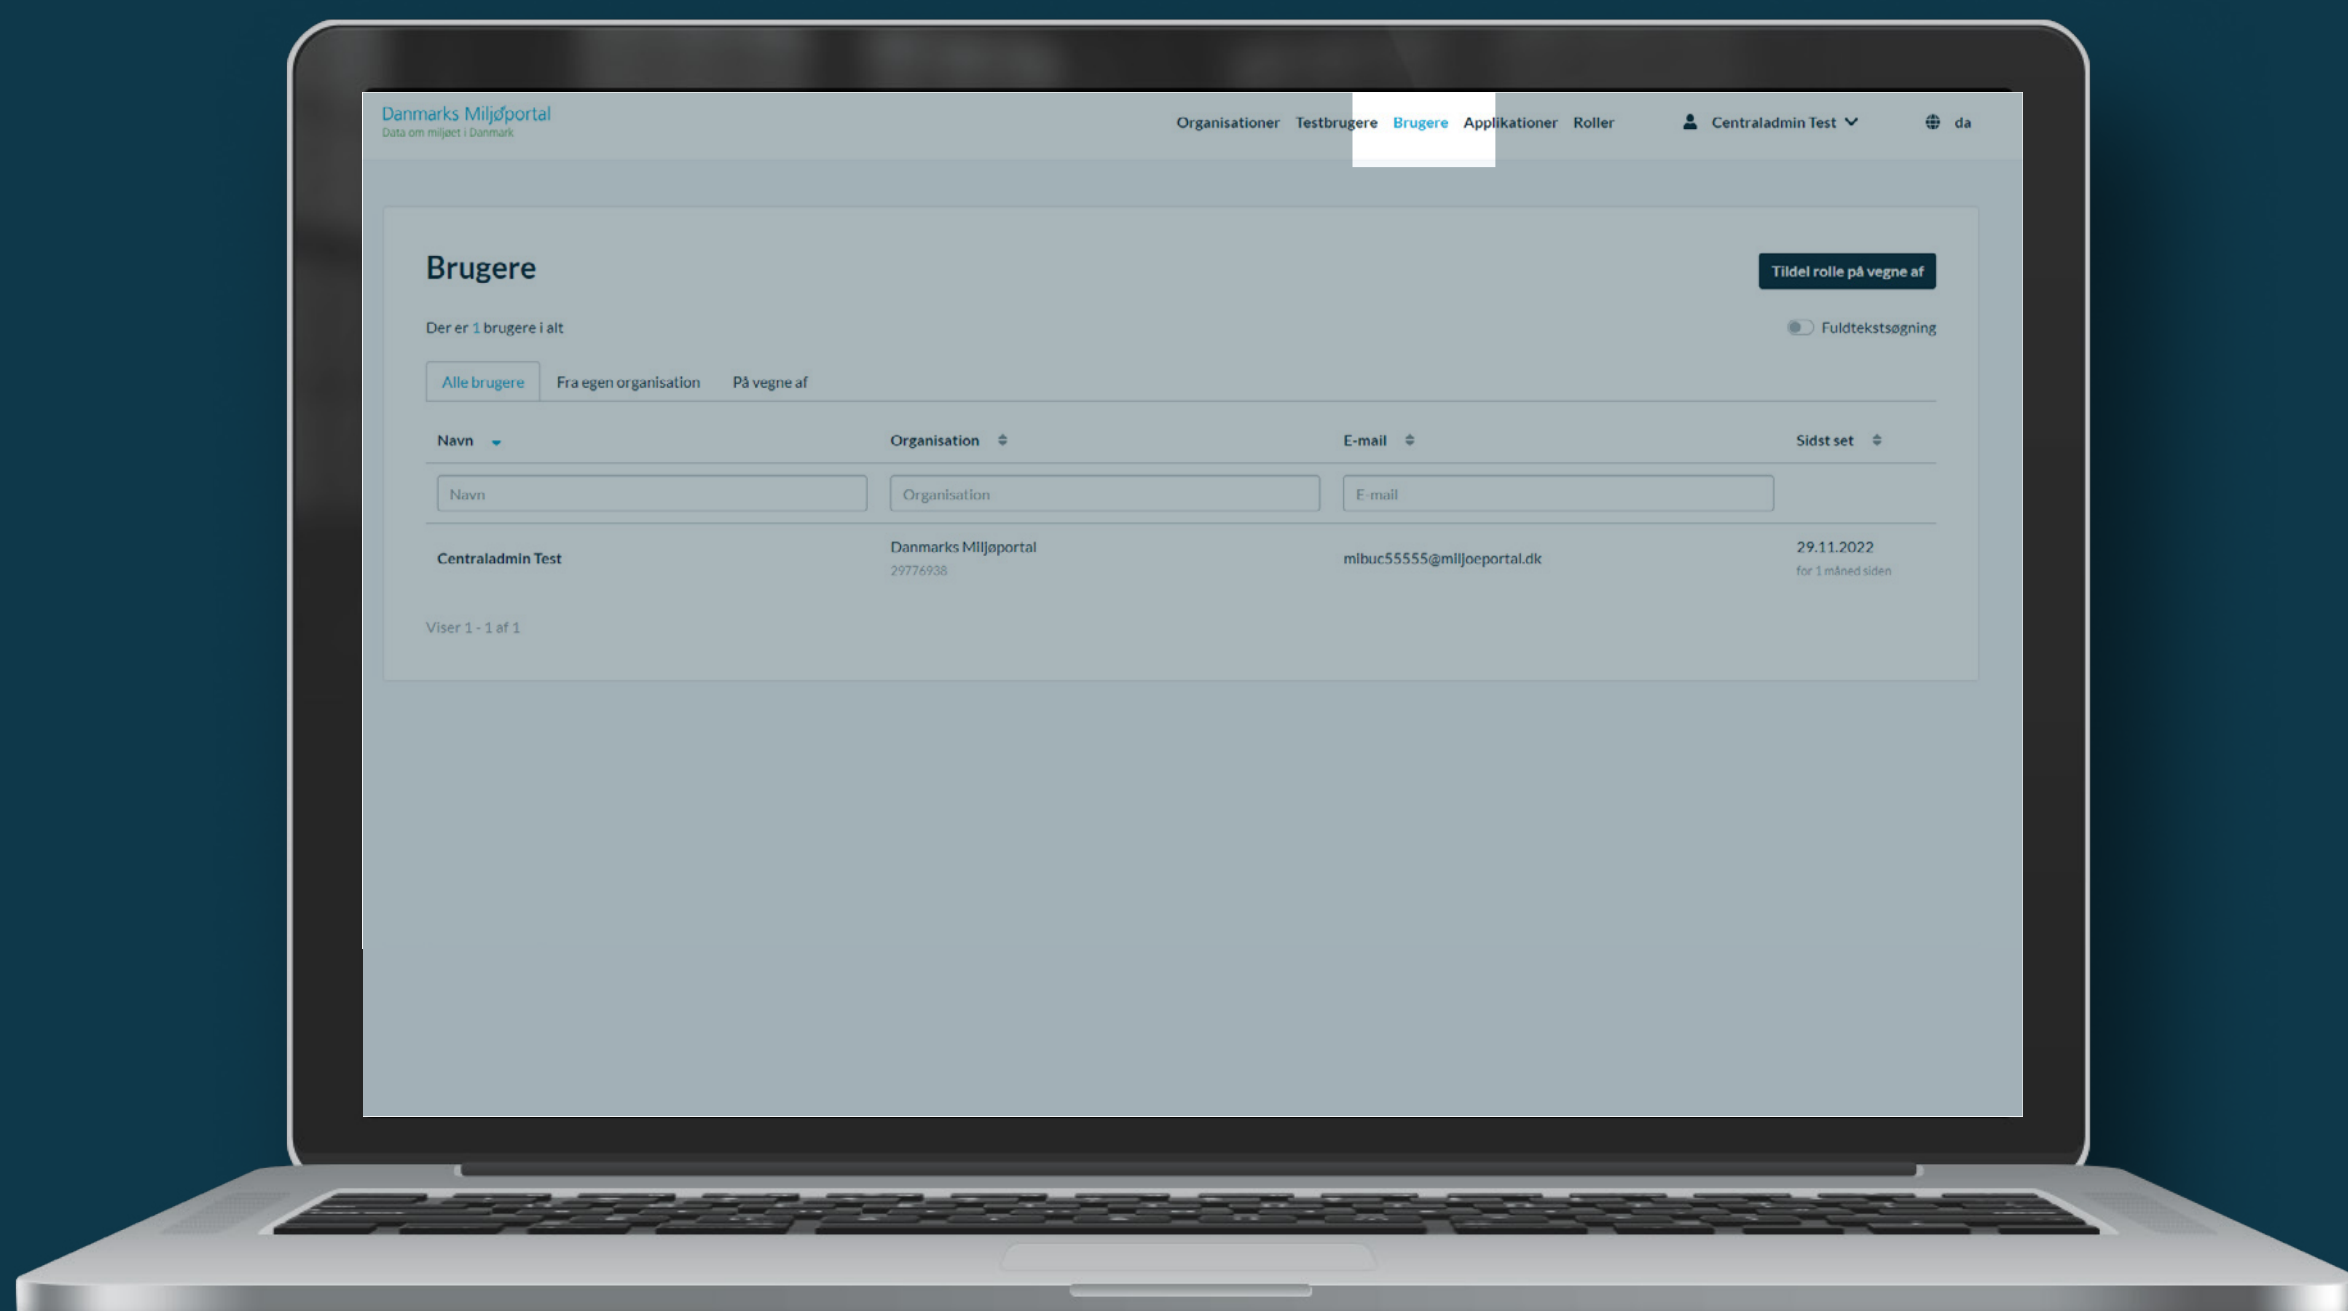 Danmarks Miljøportal
Data om miljøet i Danmark
Organisationer Testbrugere Brugere Applikationer Roller Centraladmin Test da
Brugere
Tildel rolle på vegne af
Der er 1 brugere i alt
Fuldtekstsøgning
Alle brugere Fra egen organisation På vegne af
Navn Organisation E-mail Sidst set
Navn Organisation E-mail
Centraladmin Test
Danmarks Miljøportal
29776938
mibuc55555@miljoeportal.dk
29.11.2022
for 1 måned siden
Viser 1 - 1 af 1